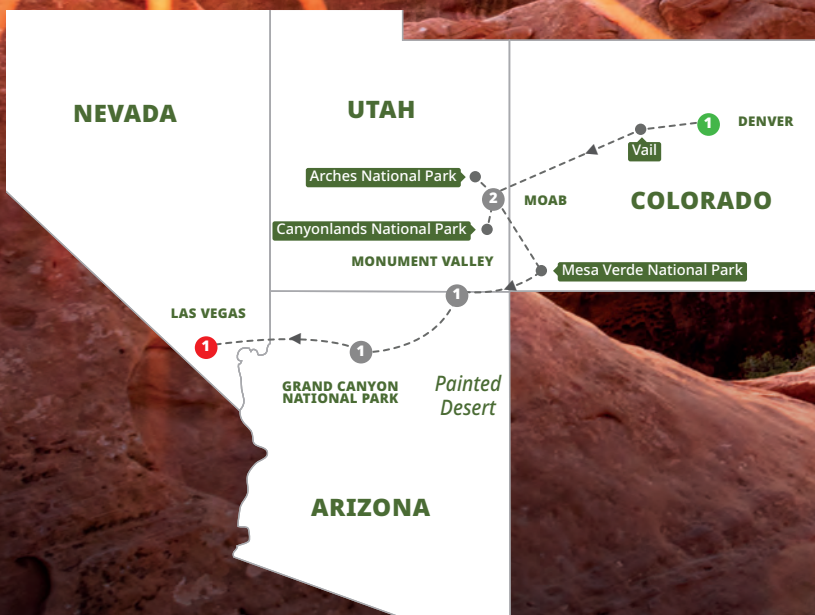 NEVADA
UTAH
1
DENVER
Vail
Arches National Park
2
MOAB
COLORADO
Canyonlands National Park
MONUMENT VALLEY
Mesa Verde National Park
1
LAS VEGAS
1
1
GRAND CANYON
NATIONAL PARK
Painted
Desert
ARIZONA